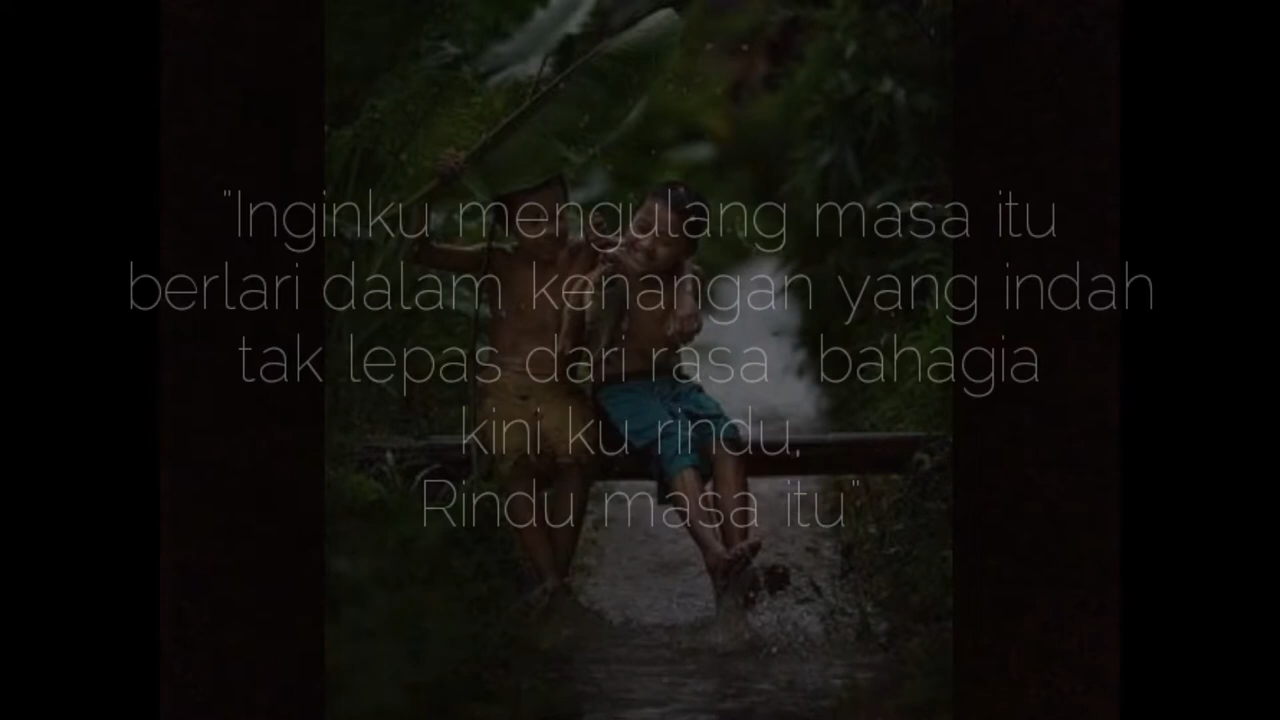 "Inginku mengulang masa itu
berlari dalam kenangan yang indah
tak lepas dari rasa bahagia
kini ku rindu,
Rindu masa itu"